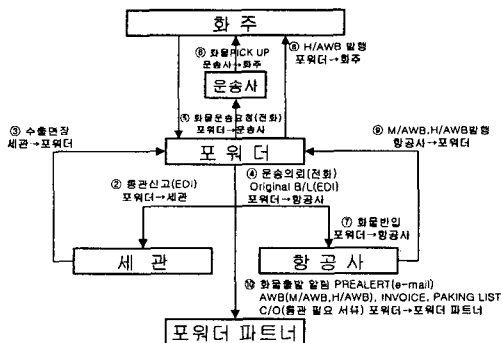 화 주
⑥ 화물PICK UP
운송사→화주
⑧ H/AWB 발행
포워더→화주
운송사
⑤ 화물운송요청(전화)
포워더→운송사
③ 수출면장
세관→포워더
⑨ M/AWB,H/AWB발행
항공사→포워더
포 워 더
② 통관신고(EDI)
포워더→세관
④ 운송의뢰(전화)
Original B/L(EDI)
포워더→항공사
⑦ 화물반입
포워더→항공사
세 관
항 공 사
⑩ 화물출발 알림 PREALERT(e-mail)
AWB(M/AWB,H/AWB), INVOICE, PAKING LIST
C/O(통관 필요 서류) 포워더→포워더 파트너
포워더 파트너